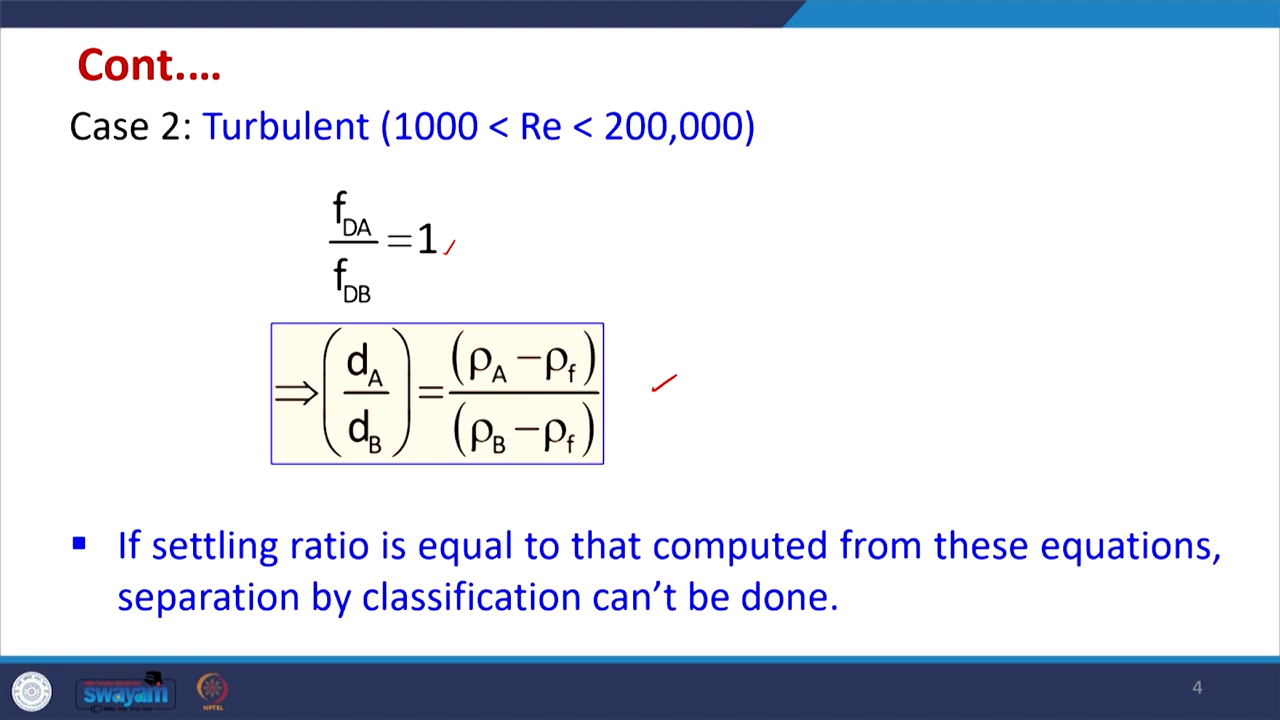 Cont.…
Case 2: Turbulent (1000 < Re < 200,000)
f_DA / f_DB = 1
⇒ (d_A / d_B) = (ρ_A − ρ_f) / (ρ_B − ρ_f)
▪ If settling ratio is equal to that computed from these equations,
separation by classification can’t be done.
swayam
NPTEL
4